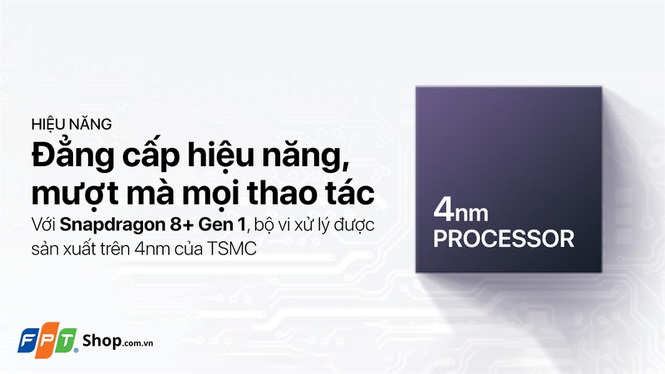 HIỆU NĂNG
Đẳng cấp hiệu năng,
mượt mà mọi thao tác
Với Snapdragon 8+ Gen 1, bộ vi xử lý được
sản xuất trên 4nm của TSMC
4nm
PROCESSOR
FPT® Shop.com.vn